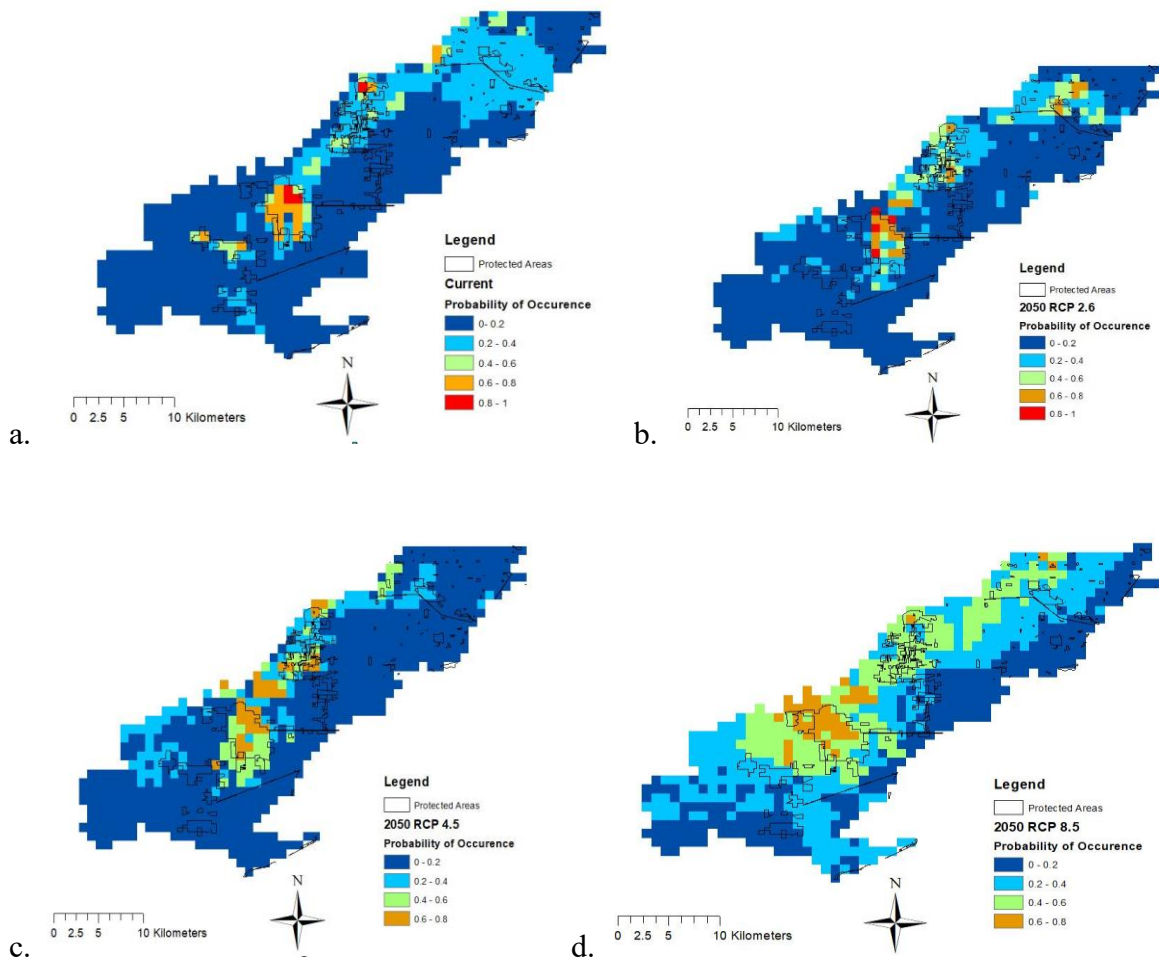 Legend
Protected Areas
Current
Probability of Occurence
0- 0.2
0.2 - 0.4
0.4 - 0.6
0.6 - 0.8
0.8 - 1
N
0 2.5 5 10 Kilometers
a.
Legend
Protected Areas
2050 RCP 2.6
Probability of Occurence
0 - 0.2
0.2 - 0.4
0.4 - 0.6
0.6 - 0.8
0.8 - 1
N
0 2.5 5 10 Kilometers
b.
Legend
Protected Areas
2050 RCP 4.5
Probability of Occurence
0 - 0.2
0.2 - 0.4
0.4 - 0.6
0.6 - 0.8
N
0 2.5 5 10 Kilometers
c.
Legend
Protected Areas
2050 RCP 8.5
Probability of Occurence
0 - 0.2
0.2 - 0.4
0.4 - 0.6
0.6 - 0.8
N
0 2.5 5 10 Kilometers
d.